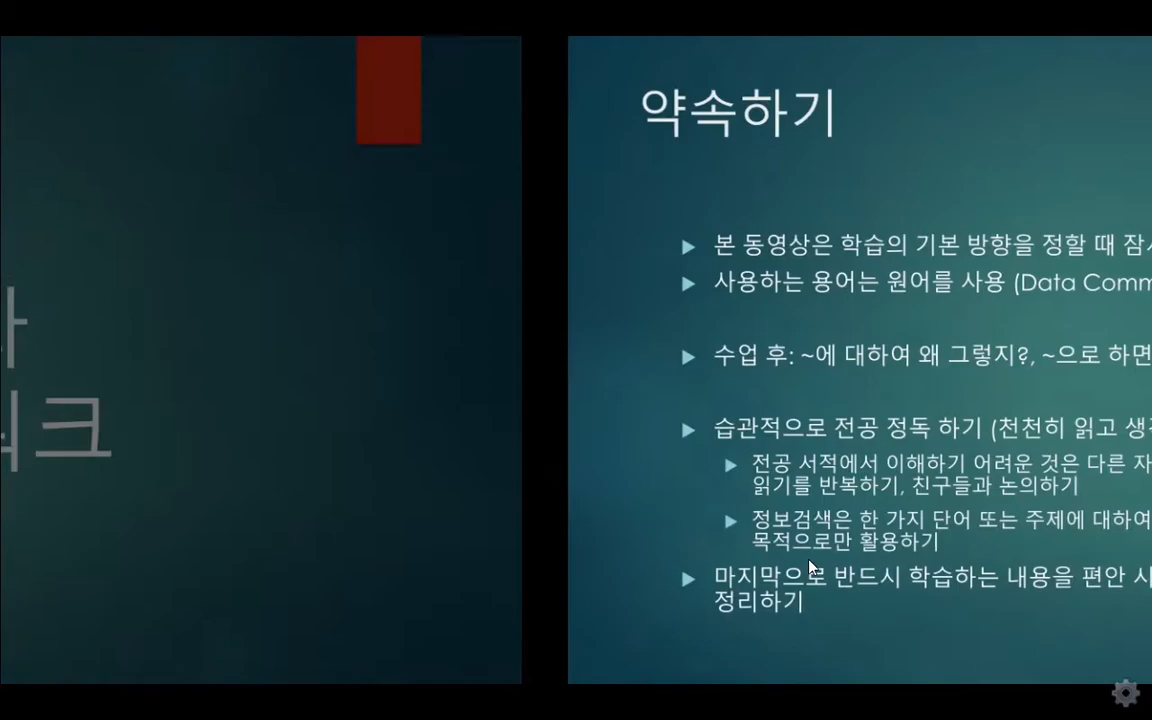 크
약속하기
본 동영상은 학습의 기본 방향을 정할 때
사용하는 용어는 원어를 사용 (Data Comm
수업 후: ~에 대하여 왜 그렇지?, ~으로 하면
습관적으로 전공 정독 하기 (천천히 읽고
전공 서적에서 이해하기 어려운 것은 다른
읽기를 반복하기, 친구들과 논의하기
정보검색은 한 가지 단어 또는 주제에 대하여
목적으로만 활용하기
마지막으로 반드시 학습하는 내용을 편안
정리하기